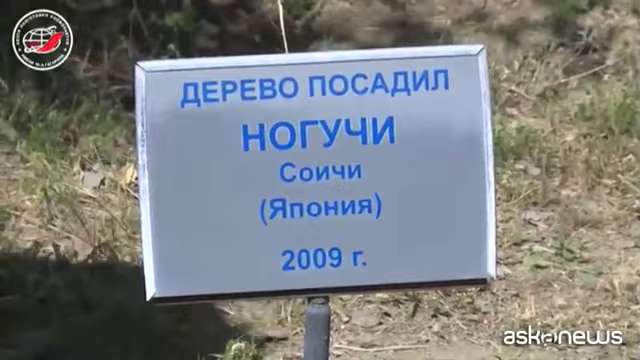 ДЕРЕВО ПОСАДИЛ
НОГУЧИ
Соичи
(Япония)
2009 г.
askanews